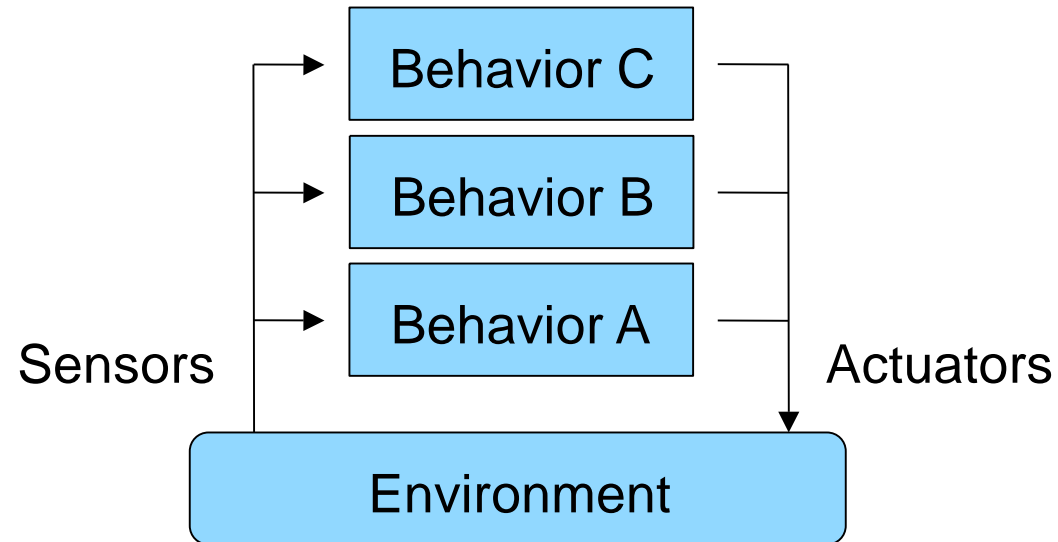 Behavior C
Behavior B
Behavior A
Sensors
Actuators
Environment